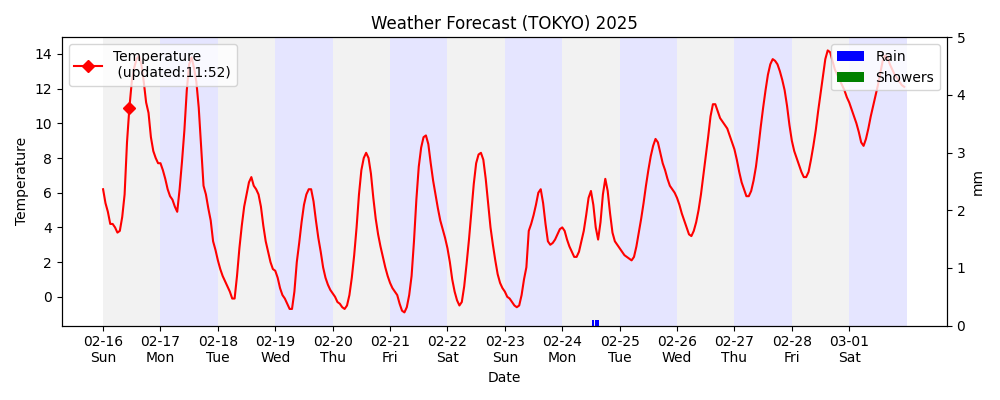 Weather Forecast (TOKYO) 2025
Temperature
(updated:11:52)
Rain
Showers
Temperature
14
12
10
8
6
4
2
0
5
4
3
2
1
0
mm
02-16 02-17 02-18 02-19 02-20 02-21 02-22 02-23 02-24 02-25 02-26 02-27 02-28 03-01
Sun Mon Tue Wed Thu Fri Sat Sun Mon Tue Wed Thu Fri Sat
Date